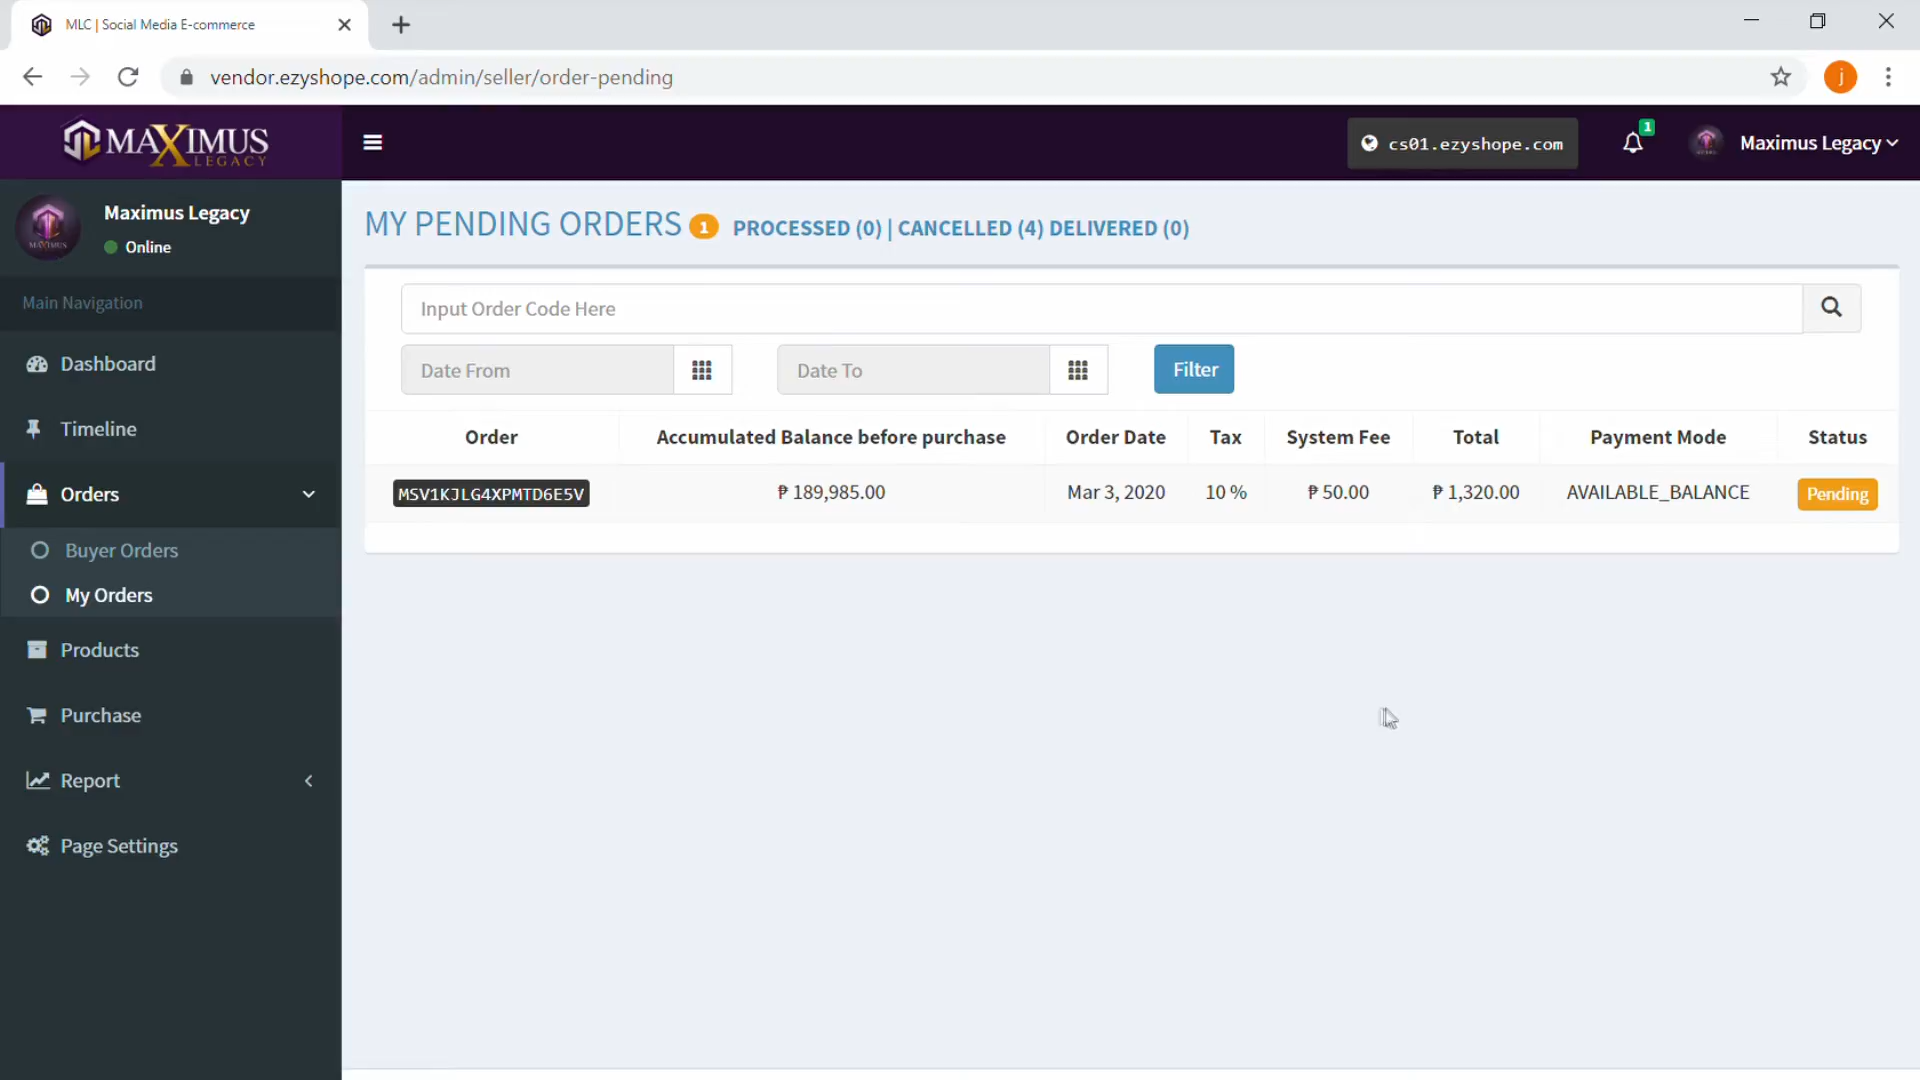 MLC | Social Media E-commerce
vendor.ezyshope.com/admin/seller/order-pending
j
MAXIMUS
LEGACY
cs01.ezyshope.com
1
Maximus Legacy
Maximus Legacy
Online
MAXIMUS
Main Navigation
Dashboard
Timeline
Orders
Buyer Orders
My Orders
Products
Purchase
Report
Page Settings
MY PENDING ORDERS 1 PROCESSED (0) | CANCELLED (4) DELIVERED (0)
Input Order Code Here
Date From Date To Filter
Order Accumulated Balance before purchase Order Date Tax System Fee Total Payment Mode Status
MSV1KJLG4XPMTD6E5V ₱ 189,985.00 Mar 3, 2020 10 % ₱ 50.00 ₱ 1,320.00 AVAILABLE_BALANCE Pending